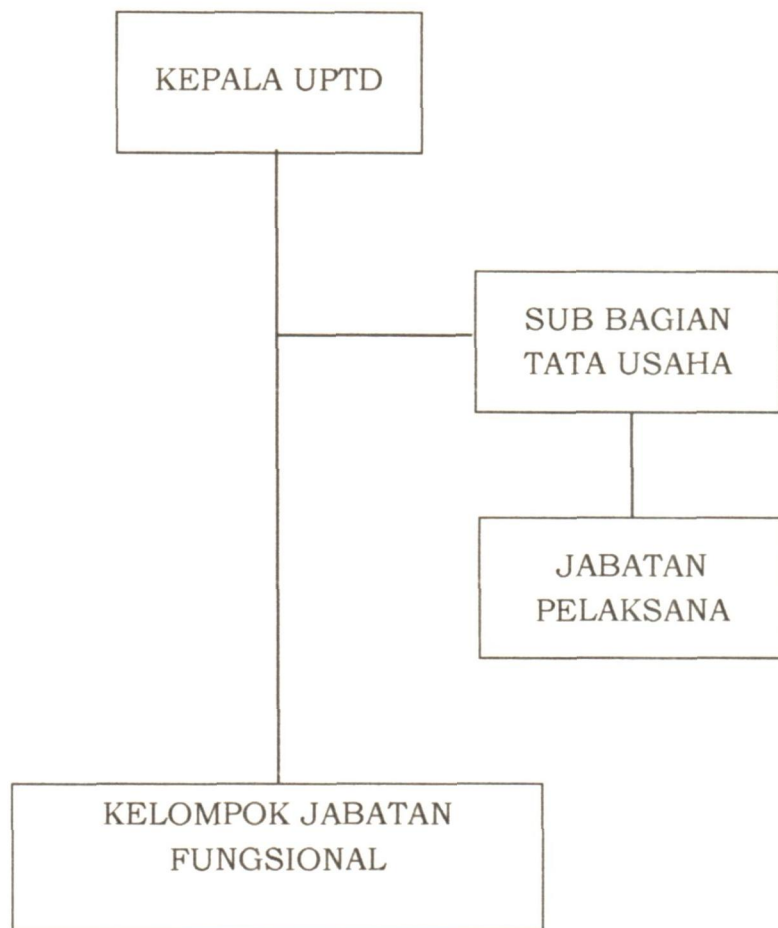 KEPALA UPTD
SUB BAGIAN
TATA USAHA
JABATAN
PELAKSANA
KELOMPOK JABATAN
FUNGSIONAL